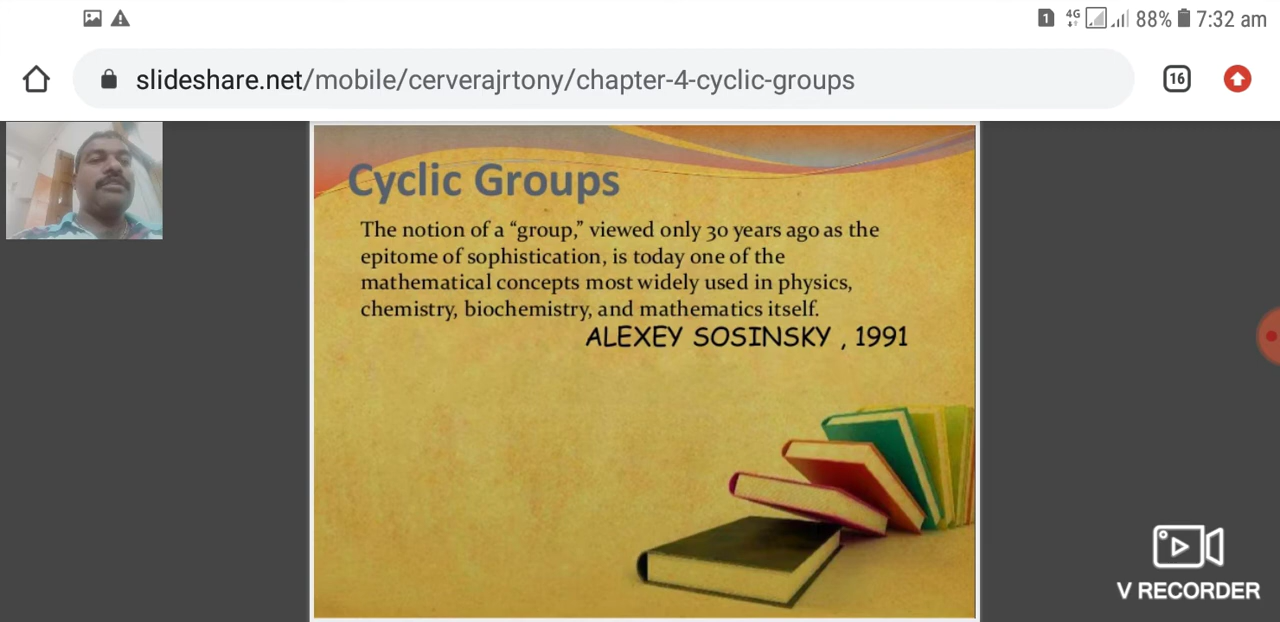 1 4G 88% 7:32 am
slideshare.net/mobile/cerverajrtony/chapter-4-cyclic-groups
16
Cyclic Groups
The notion of a “group,” viewed only 30 years ago as the
epitome of sophistication, is today one of the
mathematical concepts most widely used in physics,
chemistry, biochemistry, and mathematics itself.
ALEXEY SOSINSKY , 1991
V RECORDER